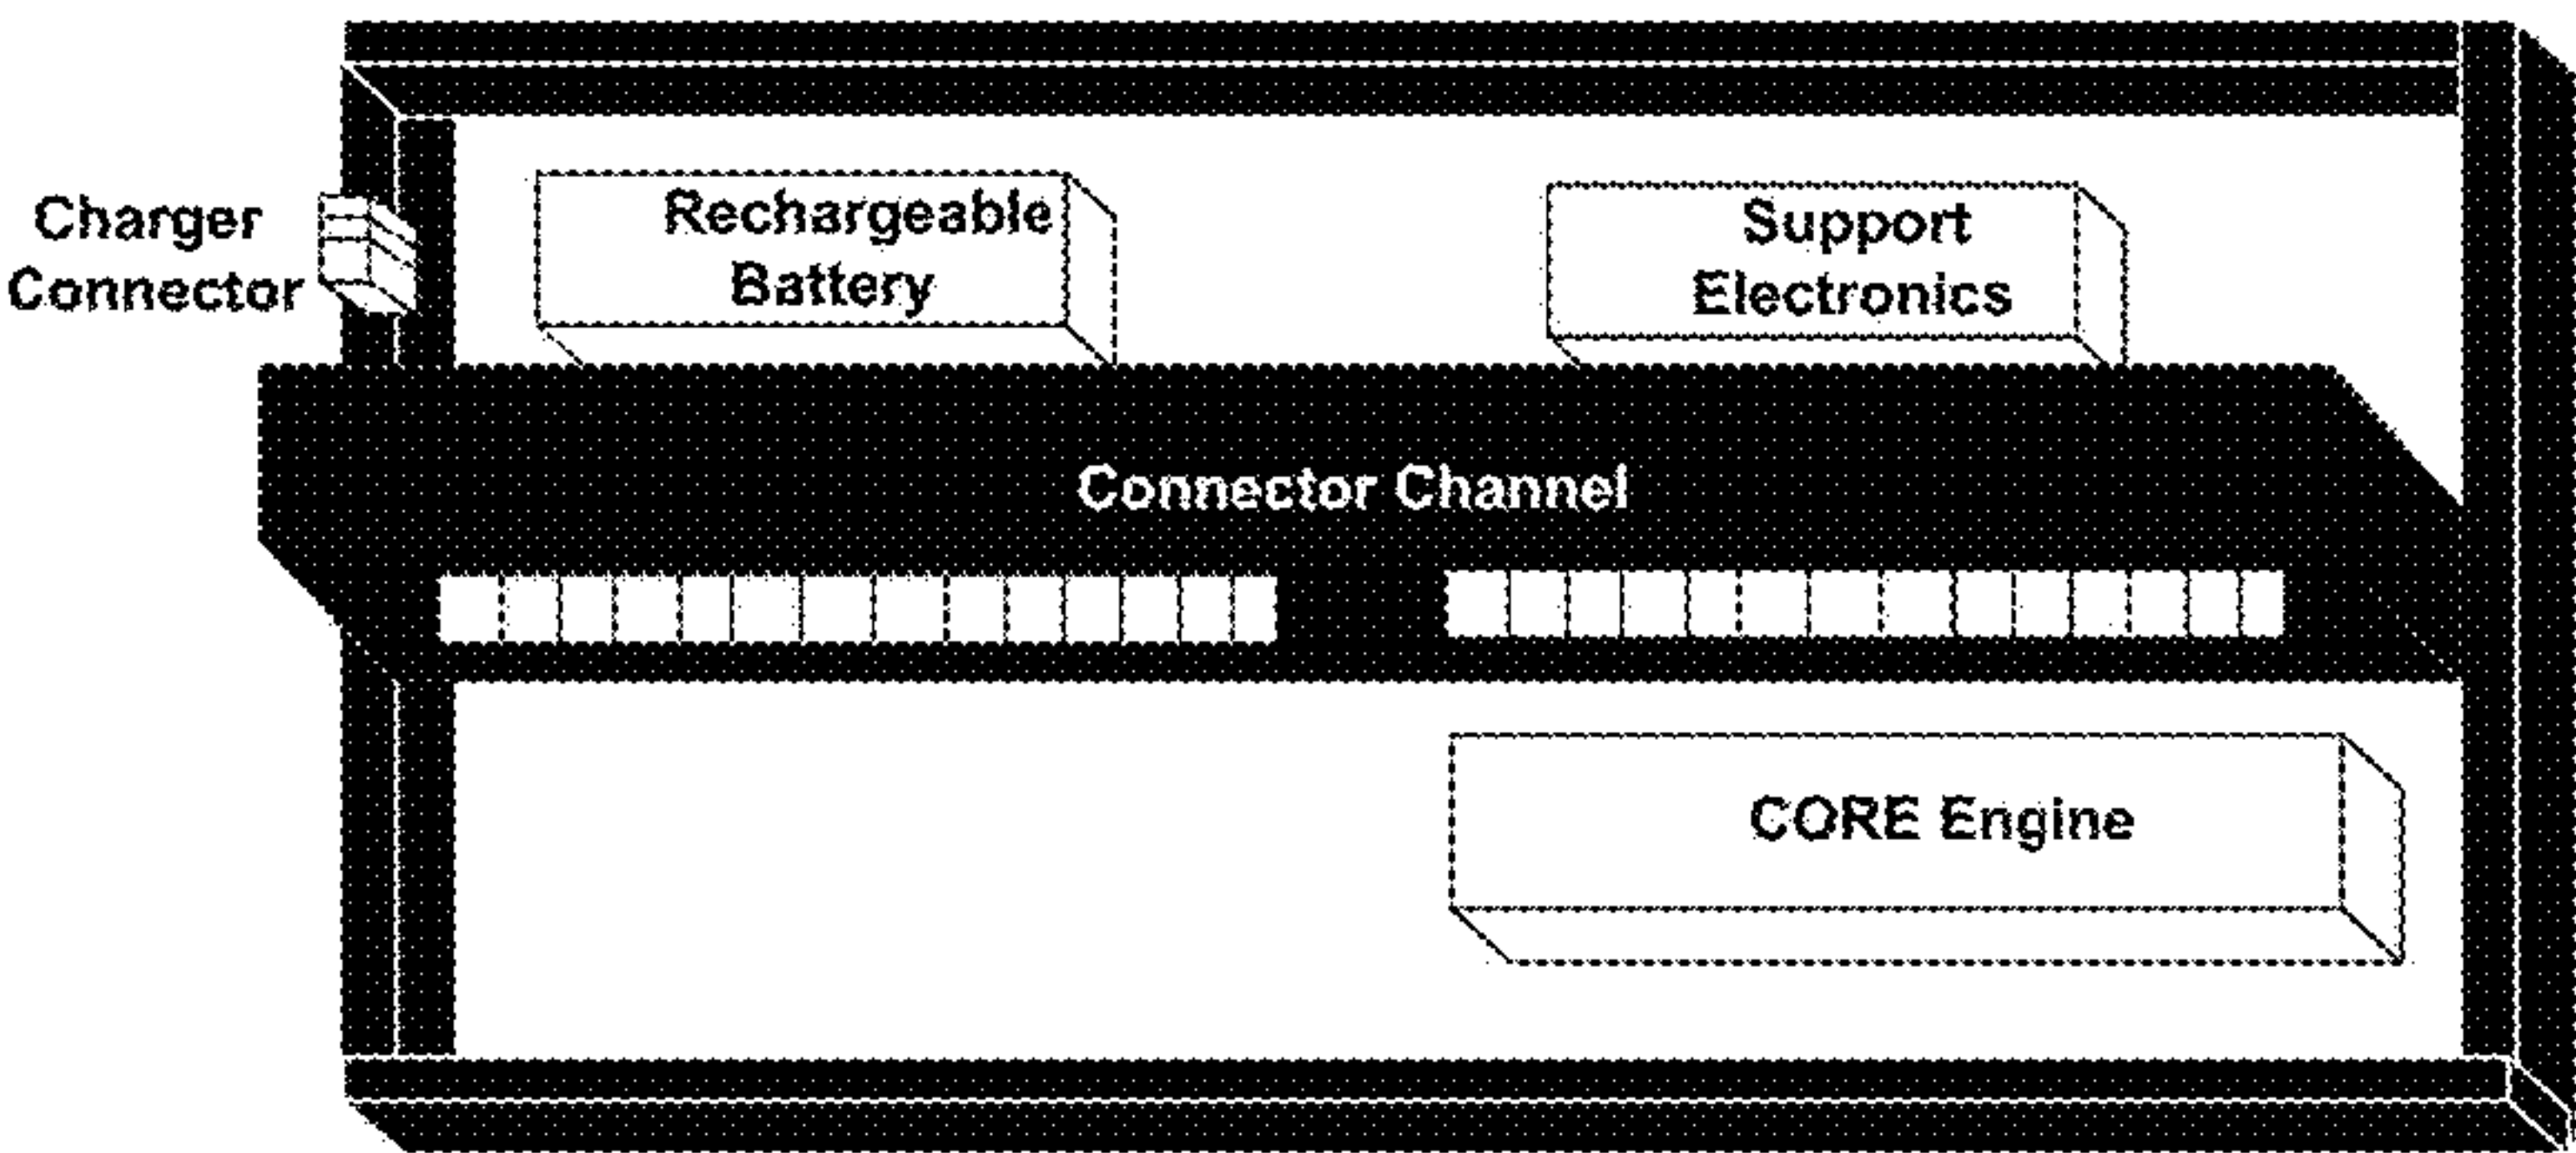 Charger
Connector
Rechargeable
Battery
Support
Electronics
Connector Channel
CORE Engine